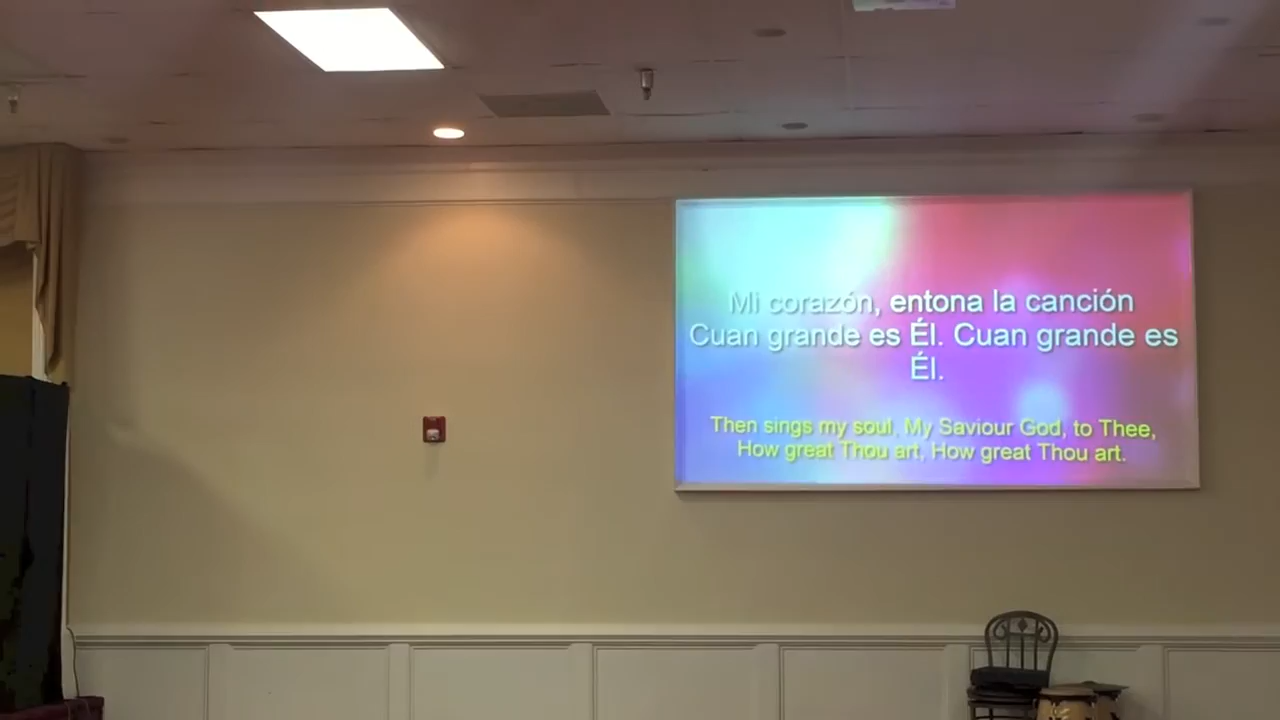 Mi corazón, entona la canción
Cuan grande es Él. Cuan grande es
Él.
Then sings my soul, My Saviour God, to Thee,
How great Thou art, How great Thou art.